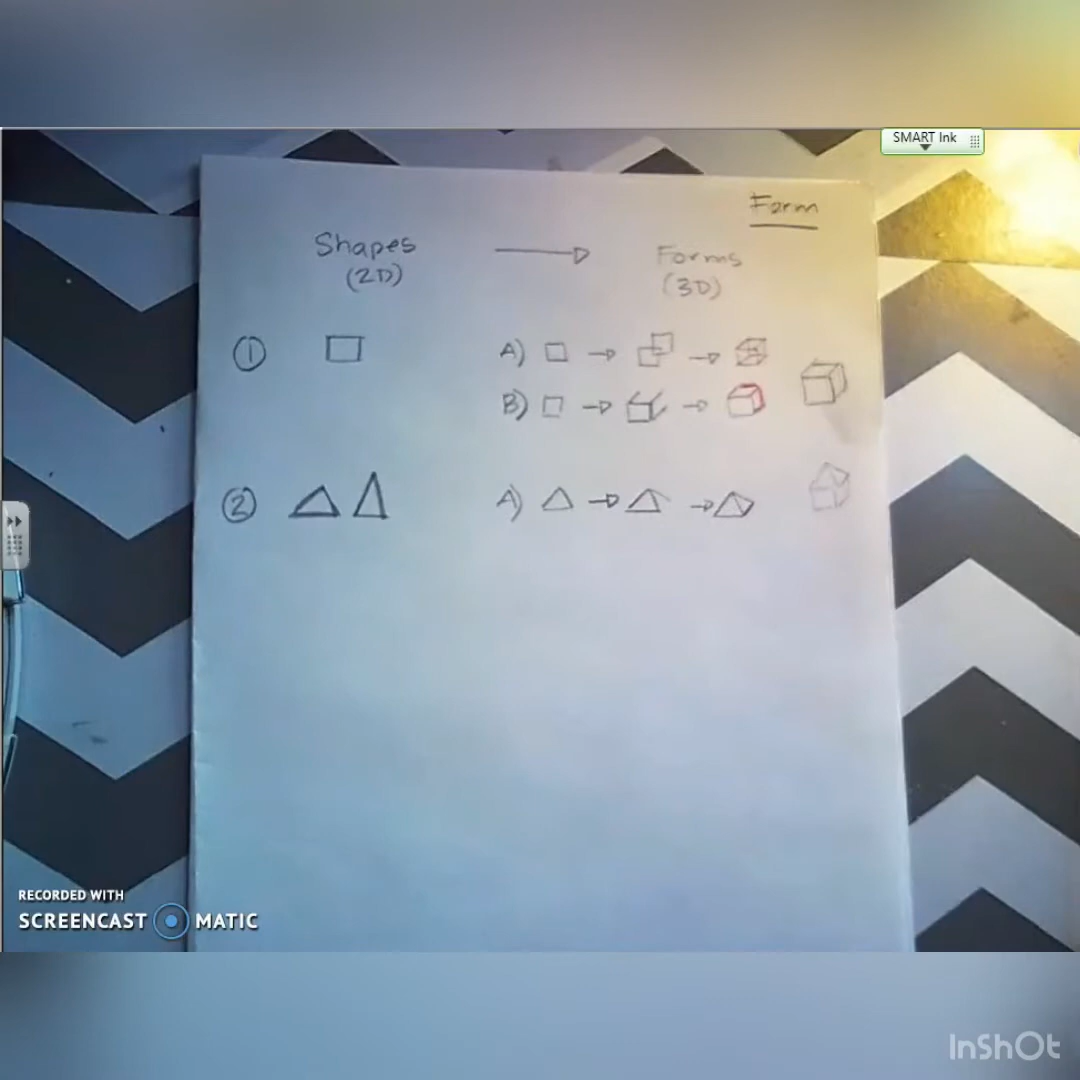 SMART Ink
Form
Shapes
(2D)
Forms
(3D)
1
A)
B)
2
A)
RECORDED WITH
SCREENCAST MATIC
InShOt